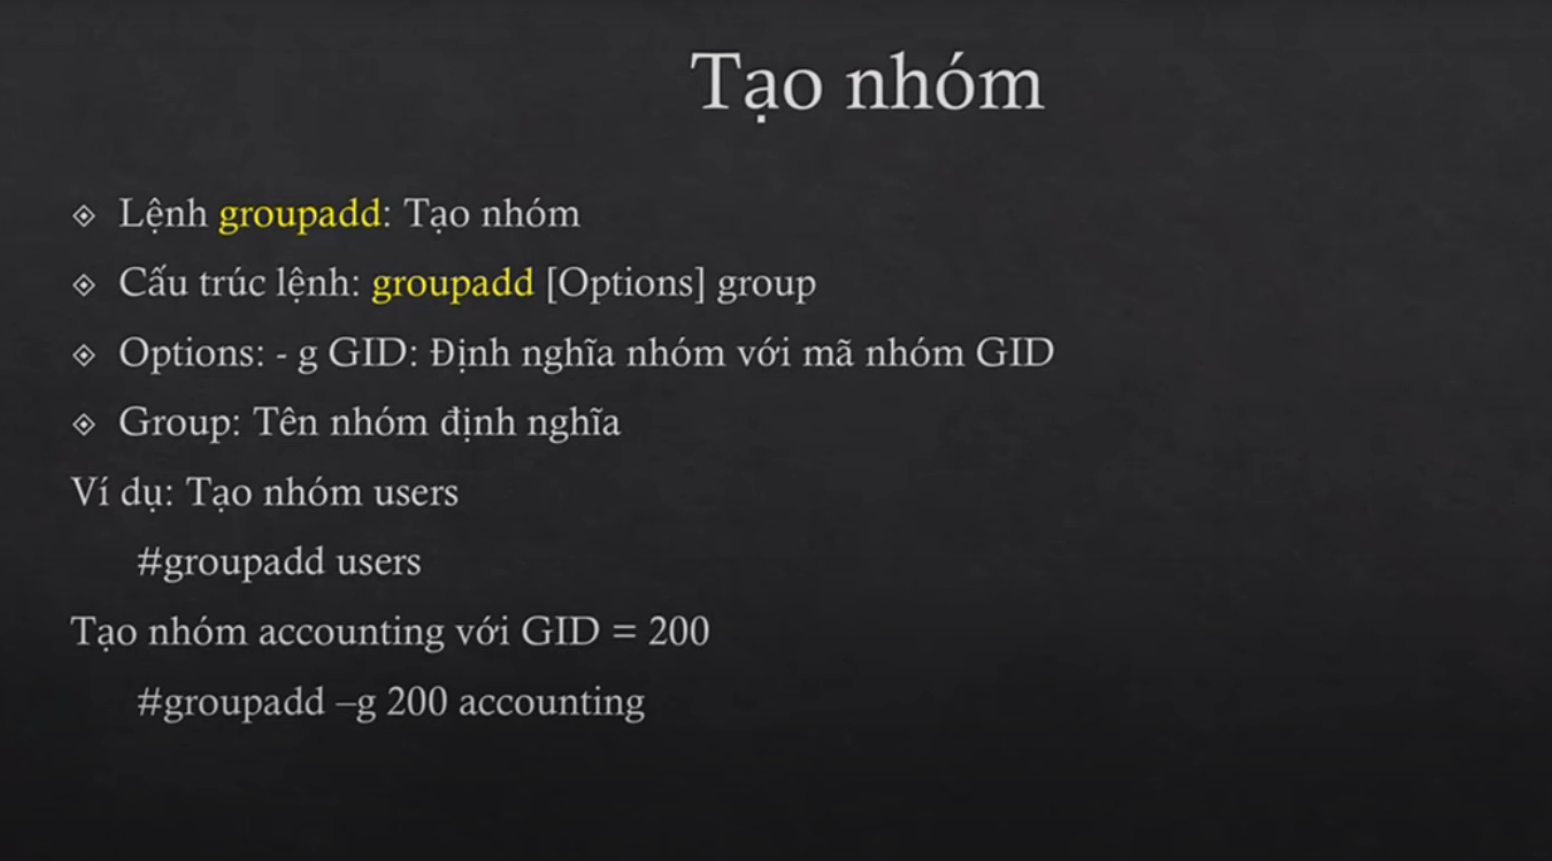 Tạo nhóm
Lệnh groupadd: Tạo nhóm
Cấu trúc lệnh: groupadd [Options] group
Options: - g GID: Định nghĩa nhóm với mã nhóm GID
Group: Tên nhóm định nghĩa
Ví dụ: Tạo nhóm users
#groupadd users
Tạo nhóm accounting với GID = 200
#groupadd –g 200 accounting